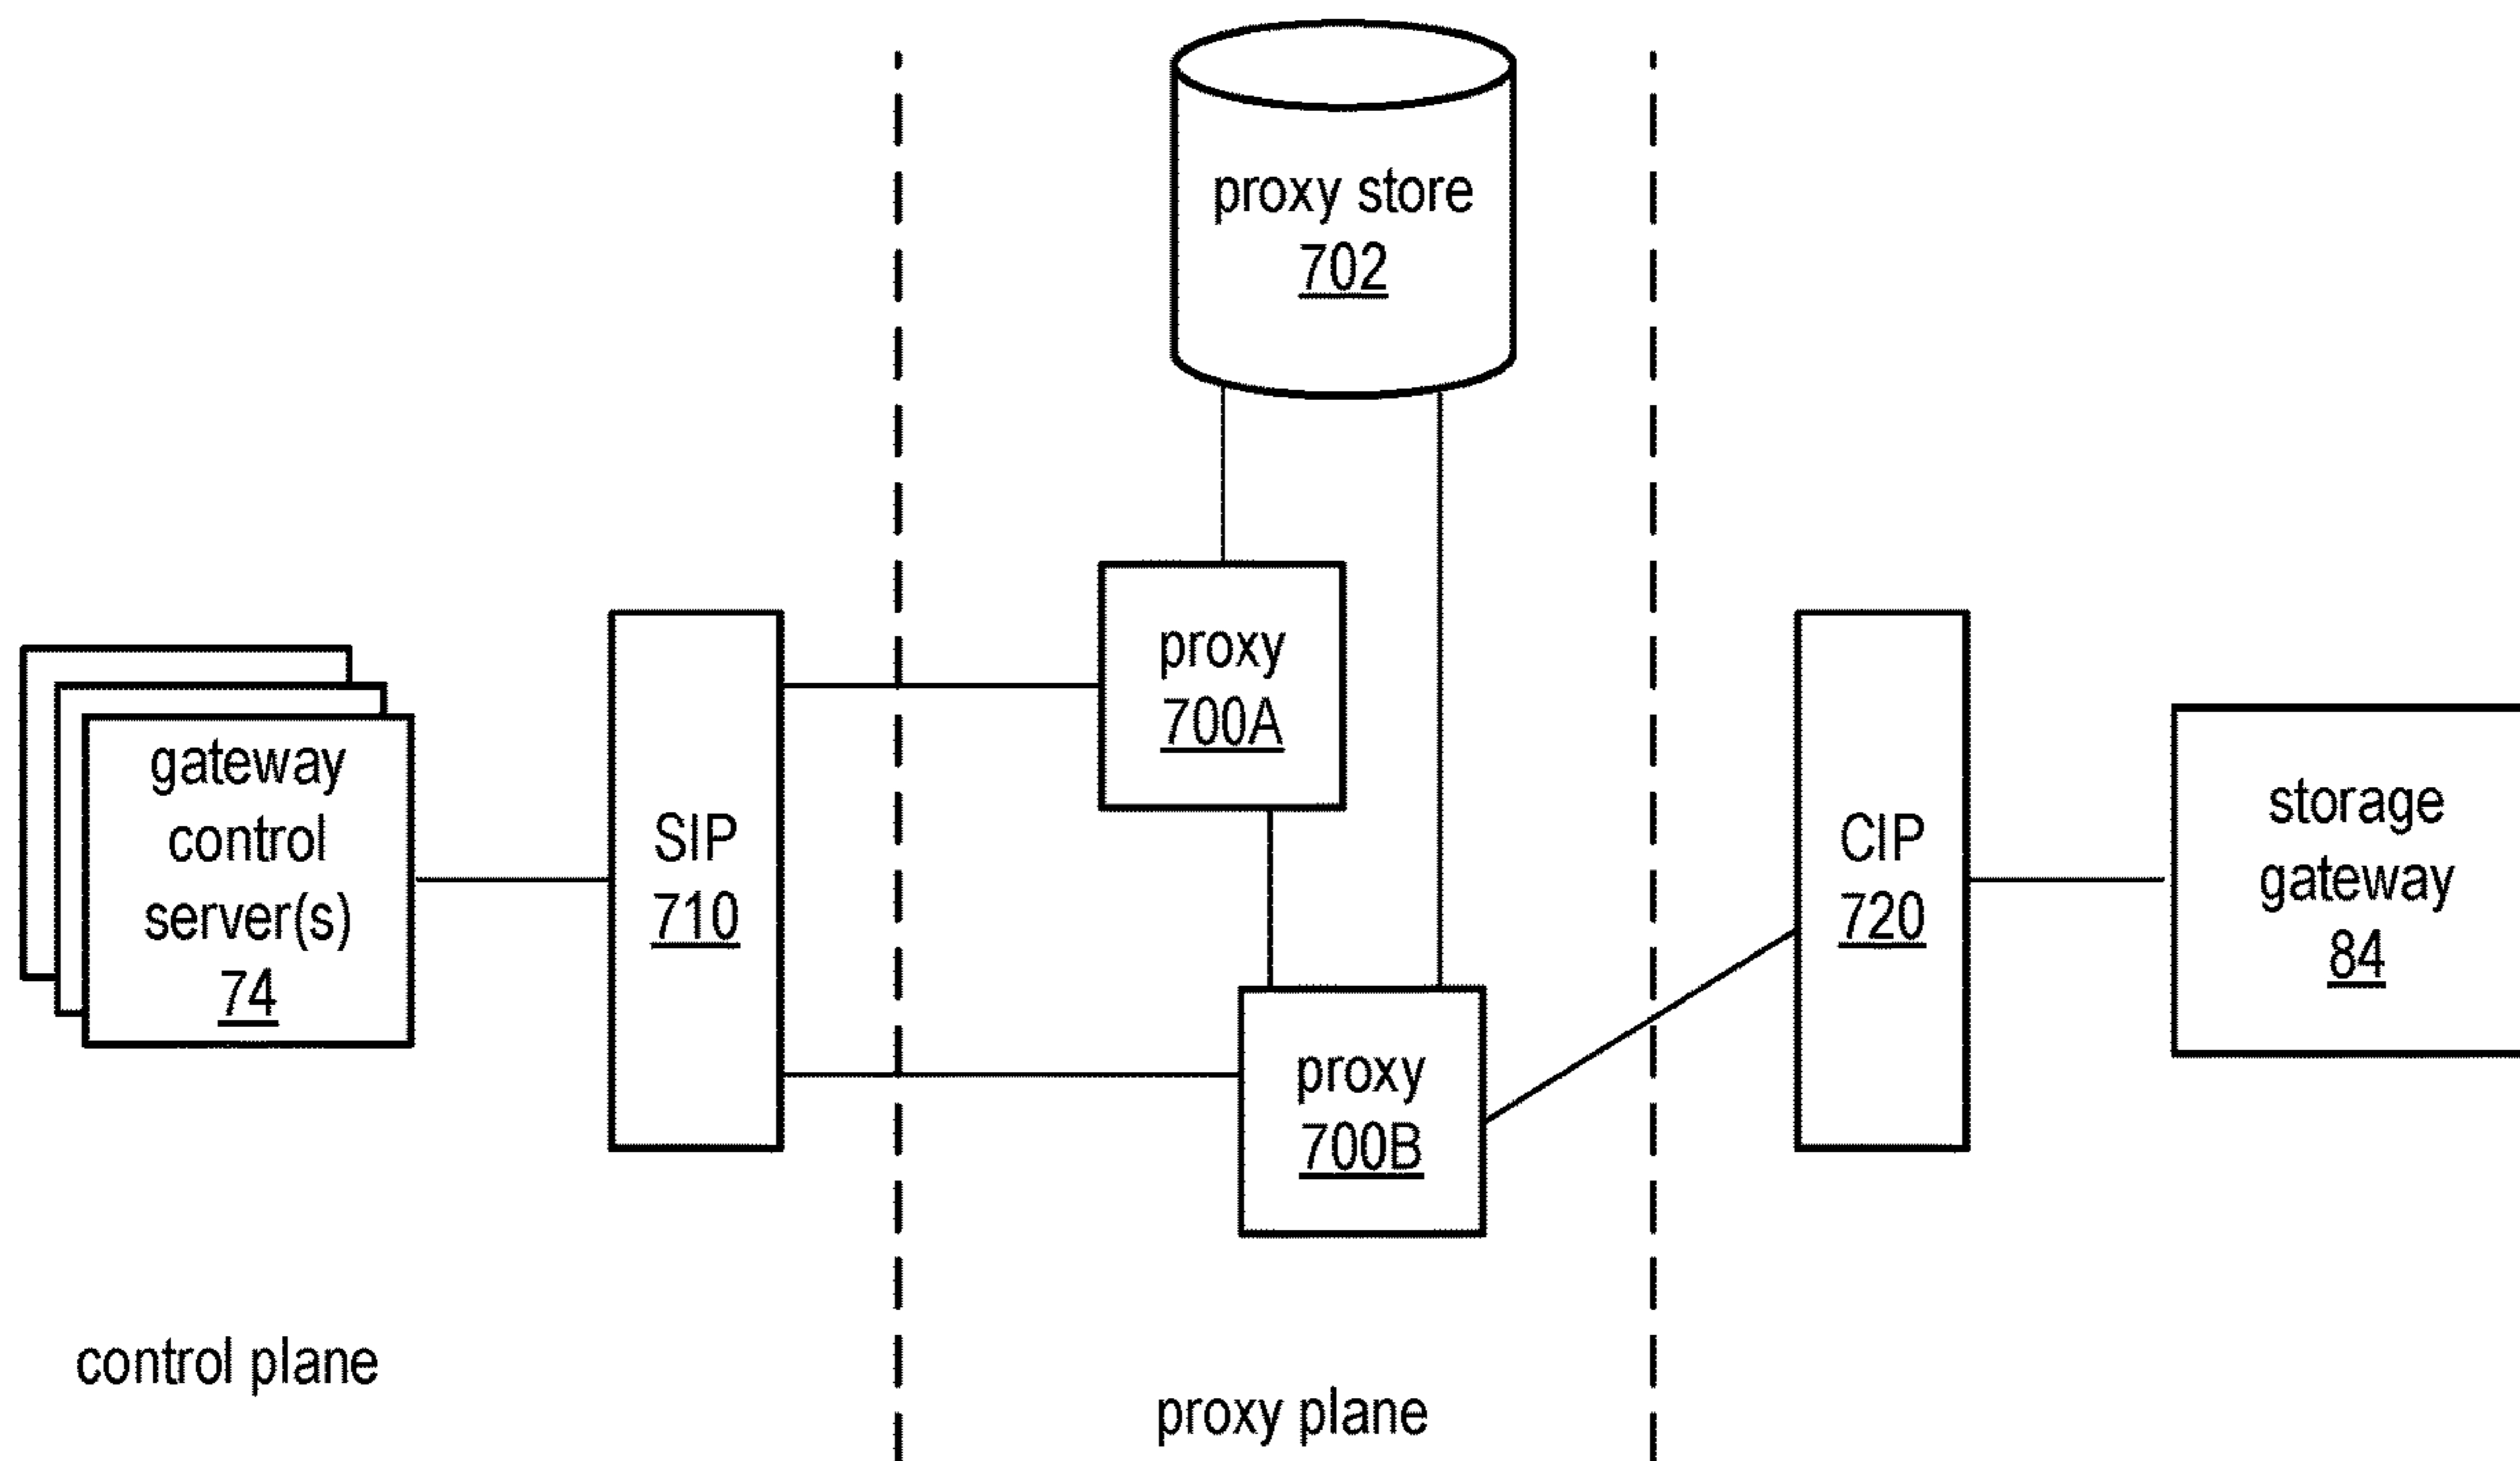 proxy store
702
proxy
700A
gateway
control
server(s)
74
SIP
710
CIP
720
storage
gateway
84
proxy
700B
control plane
proxy plane